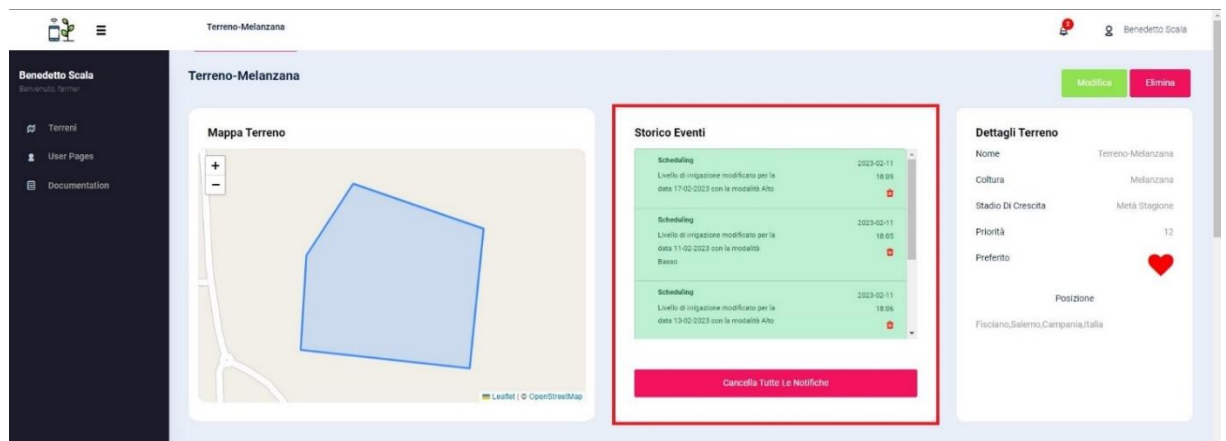 Terreno-Melanzana
2
Benedetto Scala
Benedetto Scala
Benvenuto, farmer
Terreni
User Pages
Documentation
Terreno-Melanzana
Modifica
Elimina
Mappa Terreno
+
−
Leaflet | © OpenStreetMap
Storico Eventi
Scheduling
2023-02-11
Livello di irrigazione modificato per la
18:05
data 17-02-2023 con la modalità Alto
Scheduling
2023-02-11
Livello di irrigazione modificato per la
18:05
data 11-02-2023 con la modalità
Basso
Scheduling
2023-02-11
Livello di irrigazione modificato per la
18:06
data 13-02-2023 con la modalità Alto
Cancella Tutte Le Notifiche
Dettagli Terreno
Nome Terreno-Melanzana
Coltura Melanzana
Stadio Di Crescita Metà Stagione
Priorità 12
Preferito
Posizione
Fisciano,Salerno,Campania,Italia